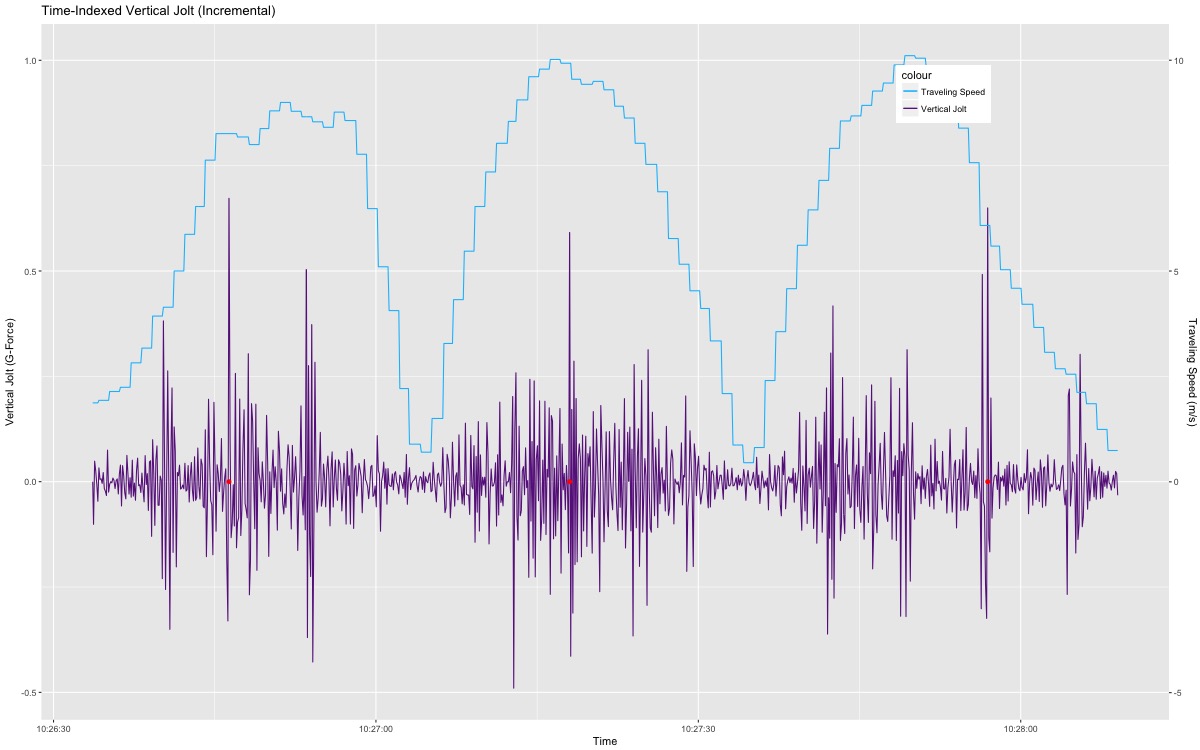 Time-Indexed Vertical Jolt (Incremental)
1.0
10
colour
Traveling Speed
Vertical Jolt
0.5
5
Vertical Jolt (G-Force)
Traveling Speed (m/s)
0.0
0
-0.5
-5
10:26:30
10:27:00
10:27:30
10:28:00
Time